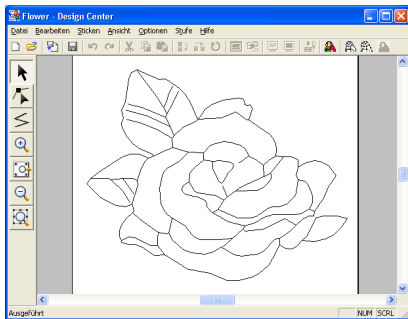 Flower - Design Center
Datei Bearbeiten Sticken Ansicht Optionen Stufe Hilfe
Ausgeführt NUM SCRL